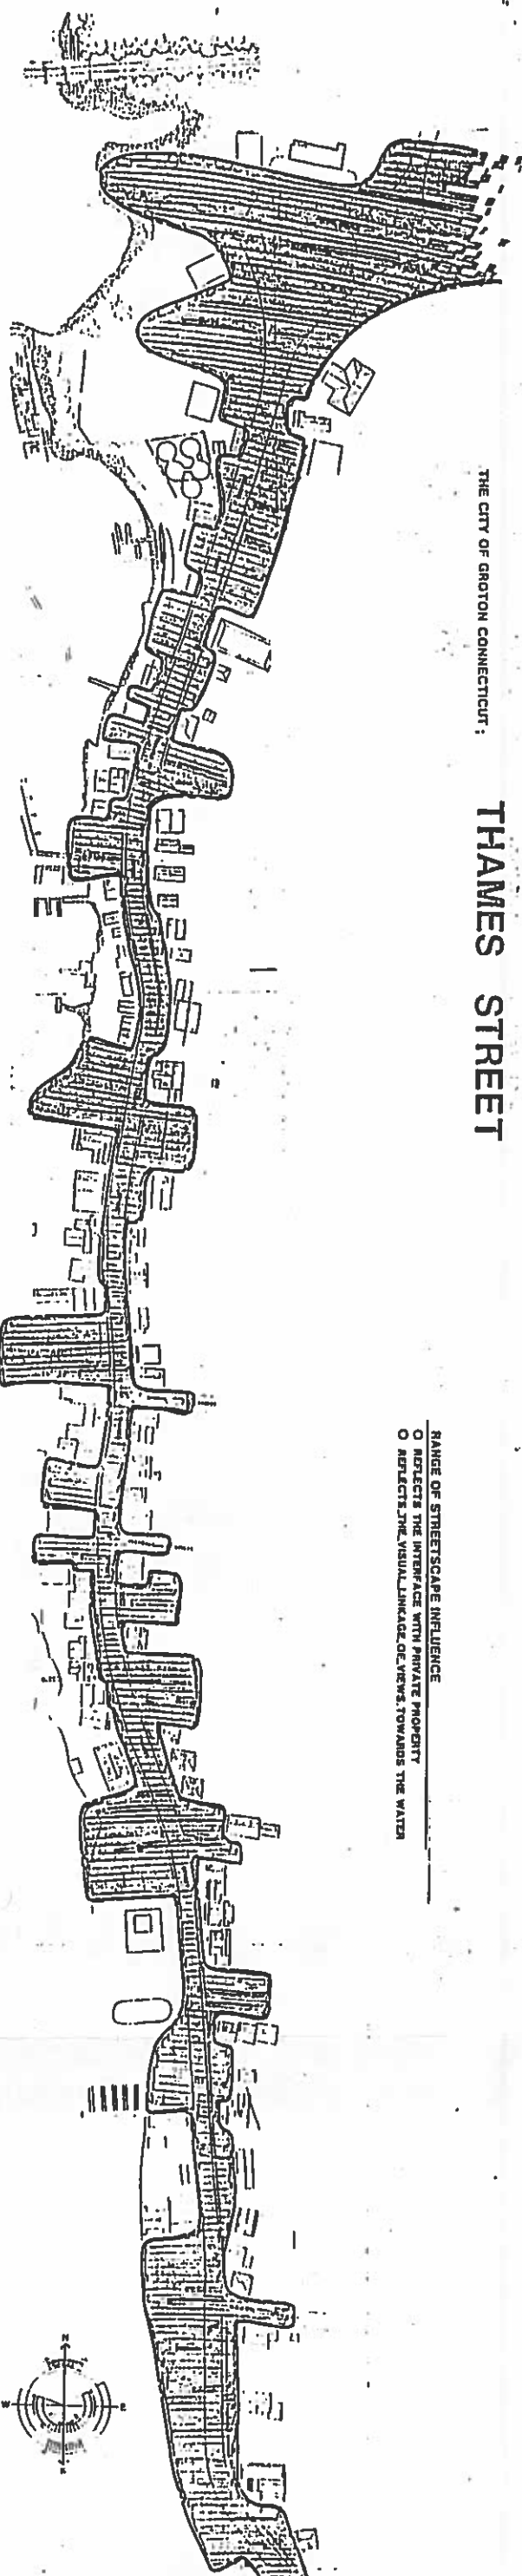 THE CITY OF GROTON CONNECTICUT;
THAMES STREET
RANGE OF STREETSCAPE INFLUENCE
O REFLECTS THE INTERFACE WITH PRIVATE PROPERTY
O REFLECTS THE VISUAL LINKAGE OF VIEWS TOWARDS THE WATER
N
W
E